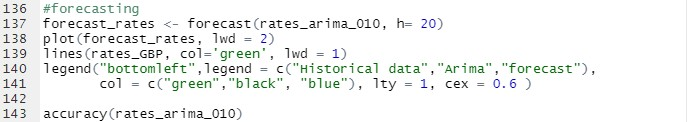 136 #forecasting
137 forecast_rates <- forecast(rates_arima_010, h= 20)
138 plot(forecast_rates, lwd = 2)
139 lines(rates_GBP, col='green', lwd = 1)
140 legend("bottomleft",legend = c("Historical data","Arima","forecast"),
141 col = c("green","black", "blue"), lty = 1, cex = 0.6 )
142
143 accuracy(rates_arima_010)